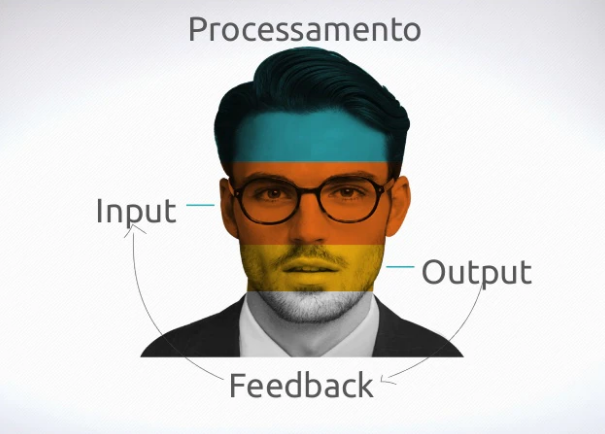 Processamento
Input
Output
Feedback